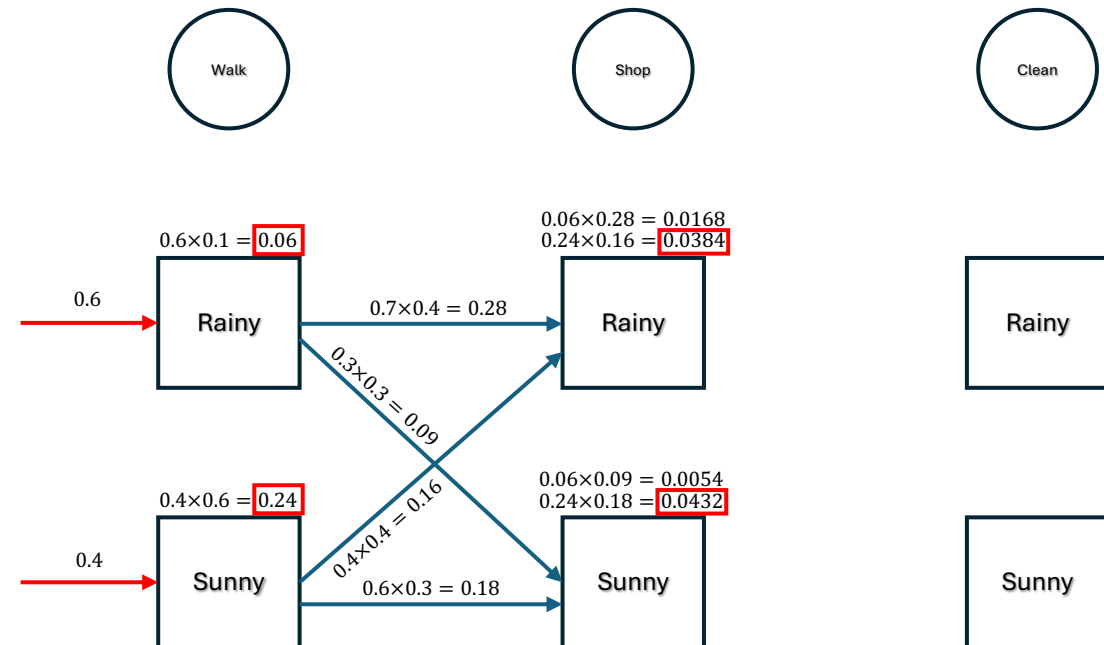 Walk
Shop
Clean
0.06×0.28 = 0.0168
0.6×0.1 = 0.06
0.24×0.16 = 0.0384
0.6
Rainy
0.7×0.4 = 0.28
Rainy
Rainy
0.3×0.3 = 0.09
0.4×0.4 = 0.16
0.06×0.09 = 0.0054
0.4×0.6 = 0.24
0.24×0.18 = 0.0432
0.4
Sunny
0.6×0.3 = 0.18
Sunny
Sunny